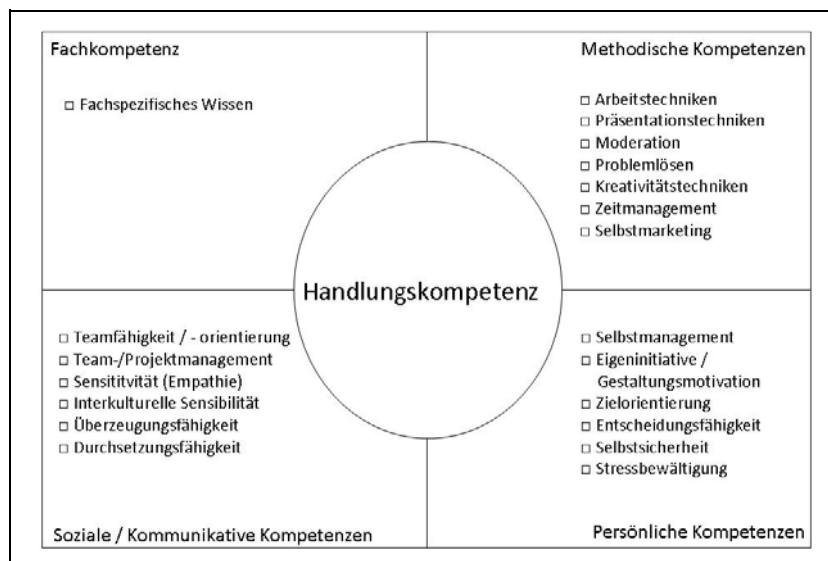 Fachkompetenz
□ Fachspezifisches Wissen
Methodische Kompetenzen
□ Arbeitstechniken
□ Präsentationstechniken
□ Moderation
□ Problemlösen
□ Kreativitätstechniken
□ Zeitmanagement
□ Selbstmarketing
Handlungskompetenz
□ Teamfähigkeit / - orientierung
□ Team-/Projektmanagement
□ Sensititvität (Empathie)
□ Interkulturelle Sensibilität
□ Überzeugungsfähigkeit
□ Durchsetzungsfähigkeit
Soziale / Kommunikative Kompetenzen
□ Selbstmanagement
□ Eigeninitiative /
Gestaltungsmotivation
□ Zielorientierung
□ Entscheidungsfähigkeit
□ Selbstsicherheit
□ Stressbewältigung
Persönliche Kompetenzen